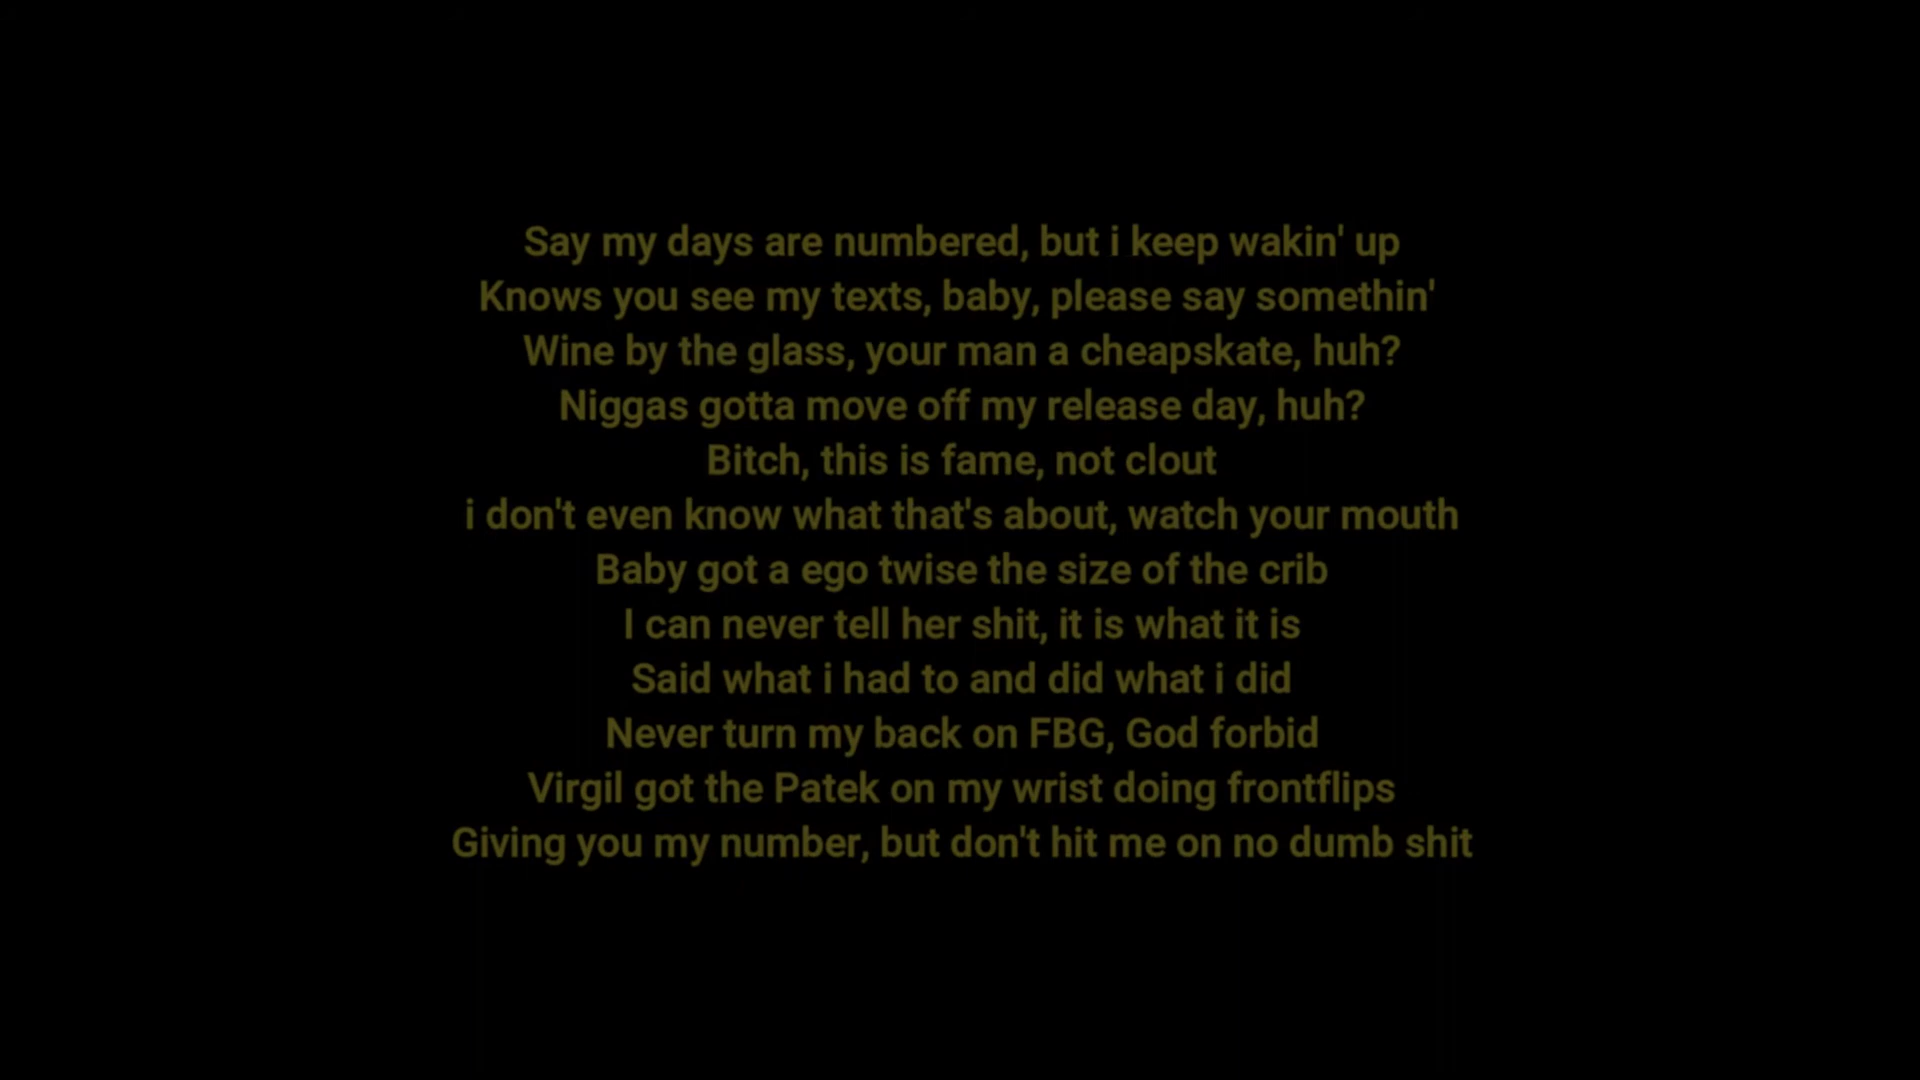 Say my days are numbered, but i keep wakin' up
Knows you see my texts, baby, please say somethin'
Wine by the glass, your man a cheapskate, huh?
Niggas gotta move off my release day, huh?
Bitch, this is fame, not clout
i don't even know what that's about, watch your mouth
Baby got a ego twise the size of the crib
I can never tell her shit, it is what it is
Said what i had to and did what i did
Never turn my back on FBG, God forbid
Virgil got the Patek on my wrist doing frontflips
Giving you my number, but don't hit me on no dumb shit